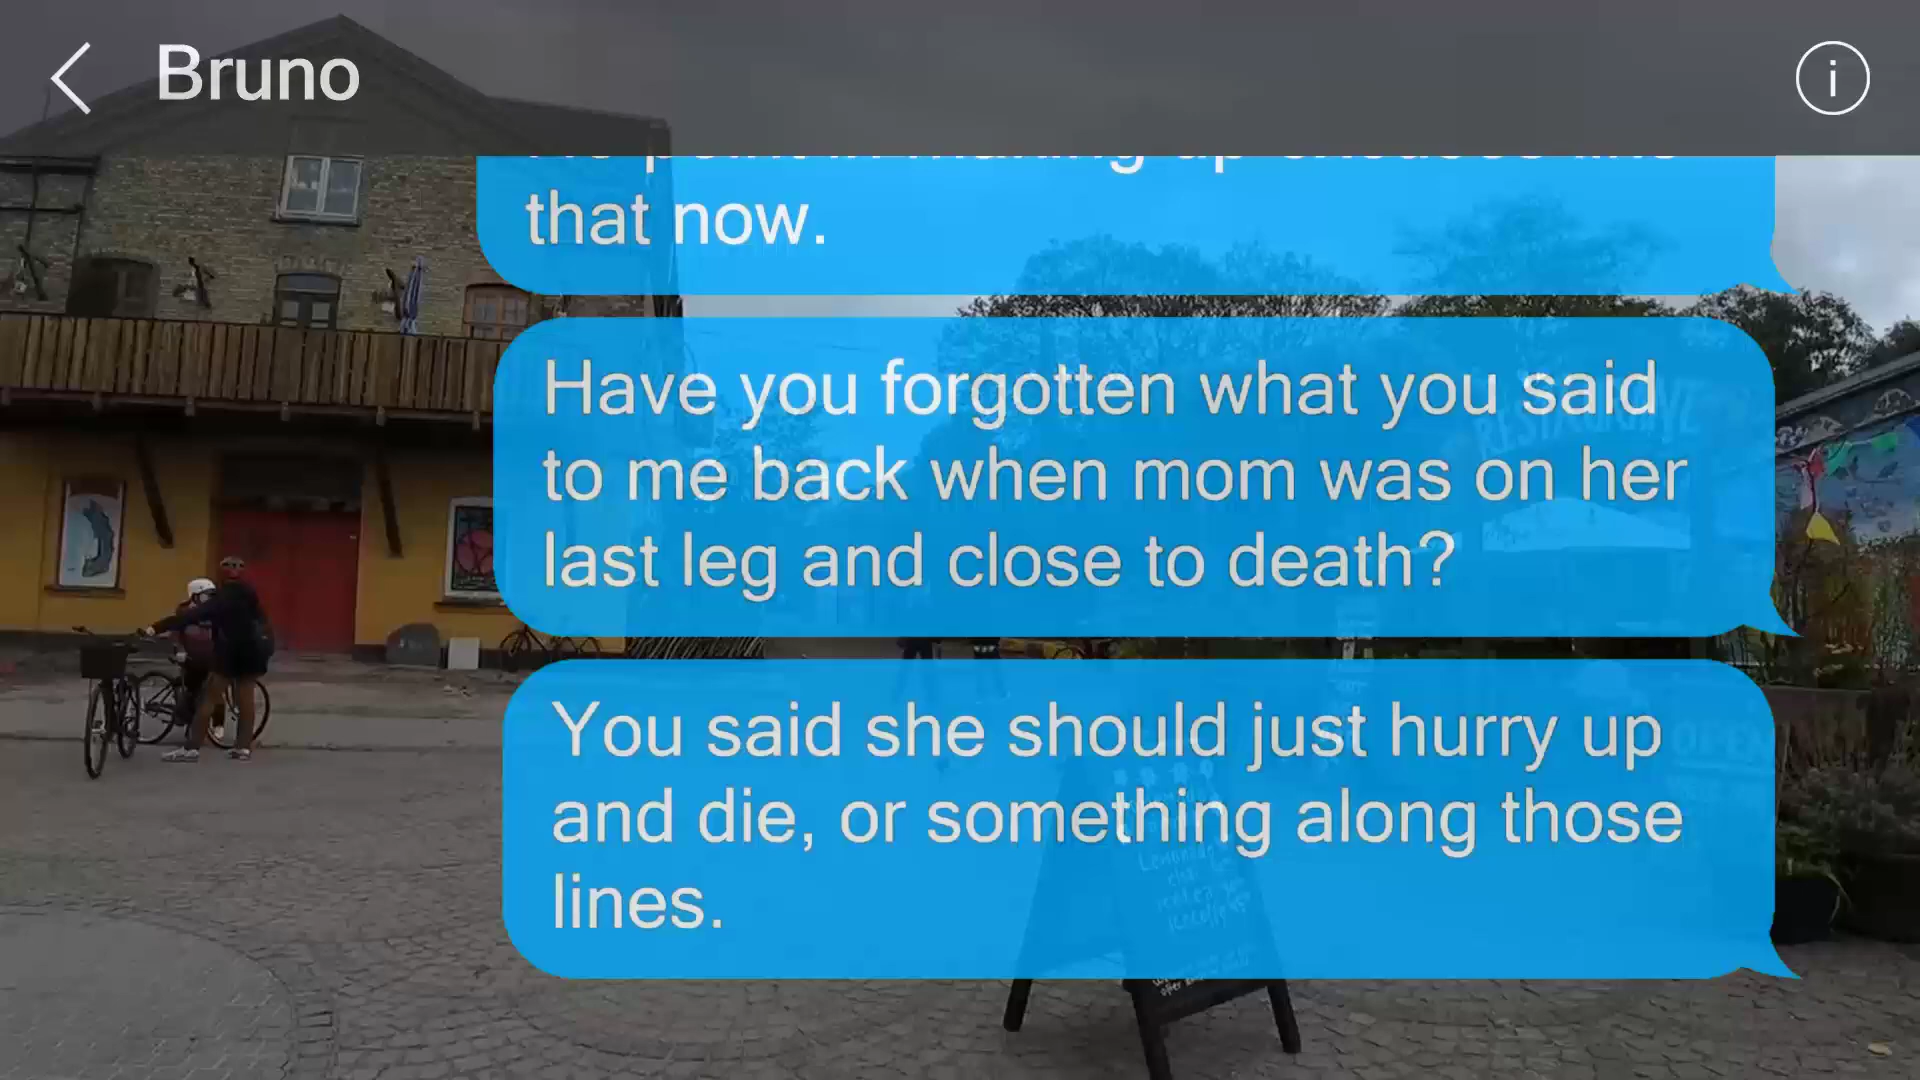 Bruno
that now.
Have you forgotten what you said
to me back when mom was on her
last leg and close to death?
You said she should just hurry up
and die, or something along those
lines.
OPEN